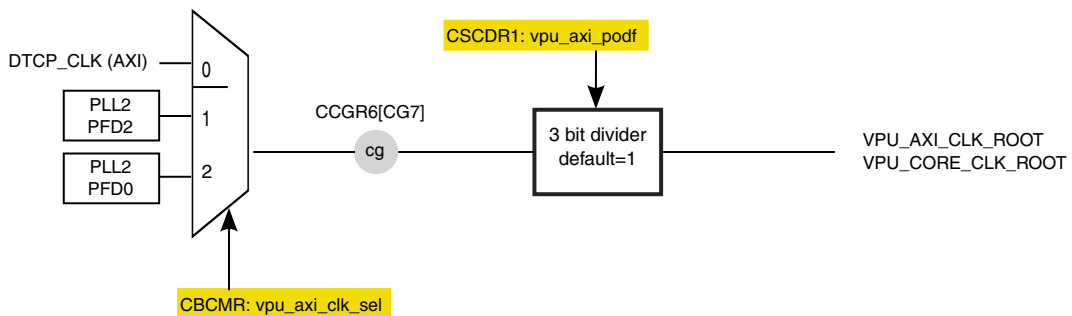 CSCDR1: vpu_axi_podf
DTCP_CLK (AXI)
0
PLL2
PFD2
1
PLL2
PFD0
2
CCGR6[CG7]
cg
3 bit divider
default=1
VPU_AXI_CLK_ROOT
VPU_CORE_CLK_ROOT
CBCMR: vpu_axi_clk_sel